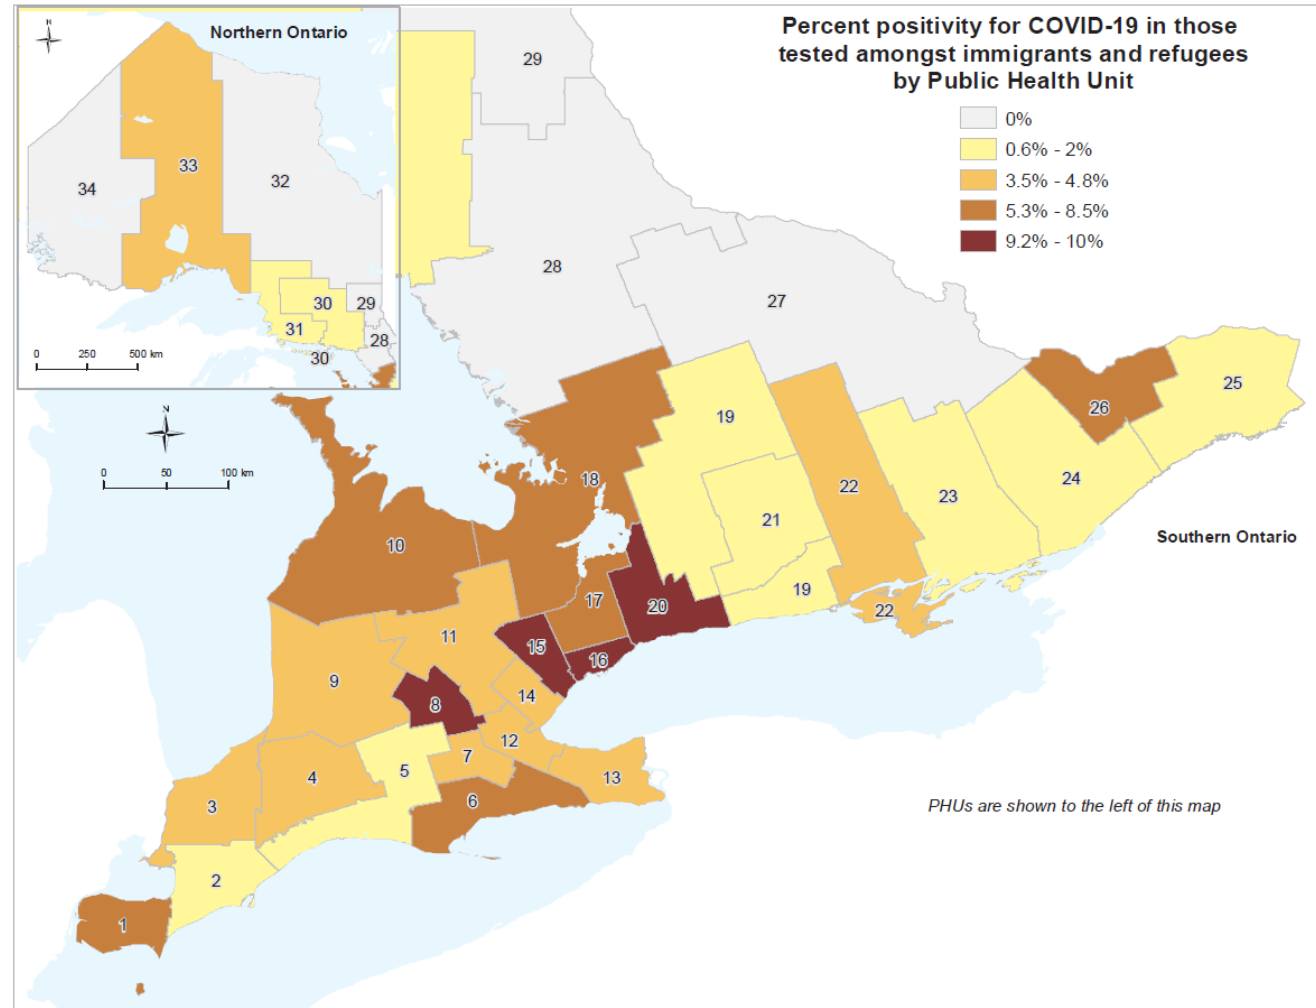 Percent positivity for COVID-19 in those
tested amongst immigrants and refugees
by Public Health Unit
0%
0.6% - 2%
3.5% - 4.8%
5.3% - 8.5%
9.2% - 10%
N
Northern Ontario
34
33
32
31
30
30
29
28
0 250 500 km
N
0 50 100 km
29
28
27
26
25
24
23
22
22
19
21
19
18
20
17
10
16
15
11
14
9
8
12
7
13
5
6
4
3
2
1
Southern Ontario
PHUs are shown to the left of this map